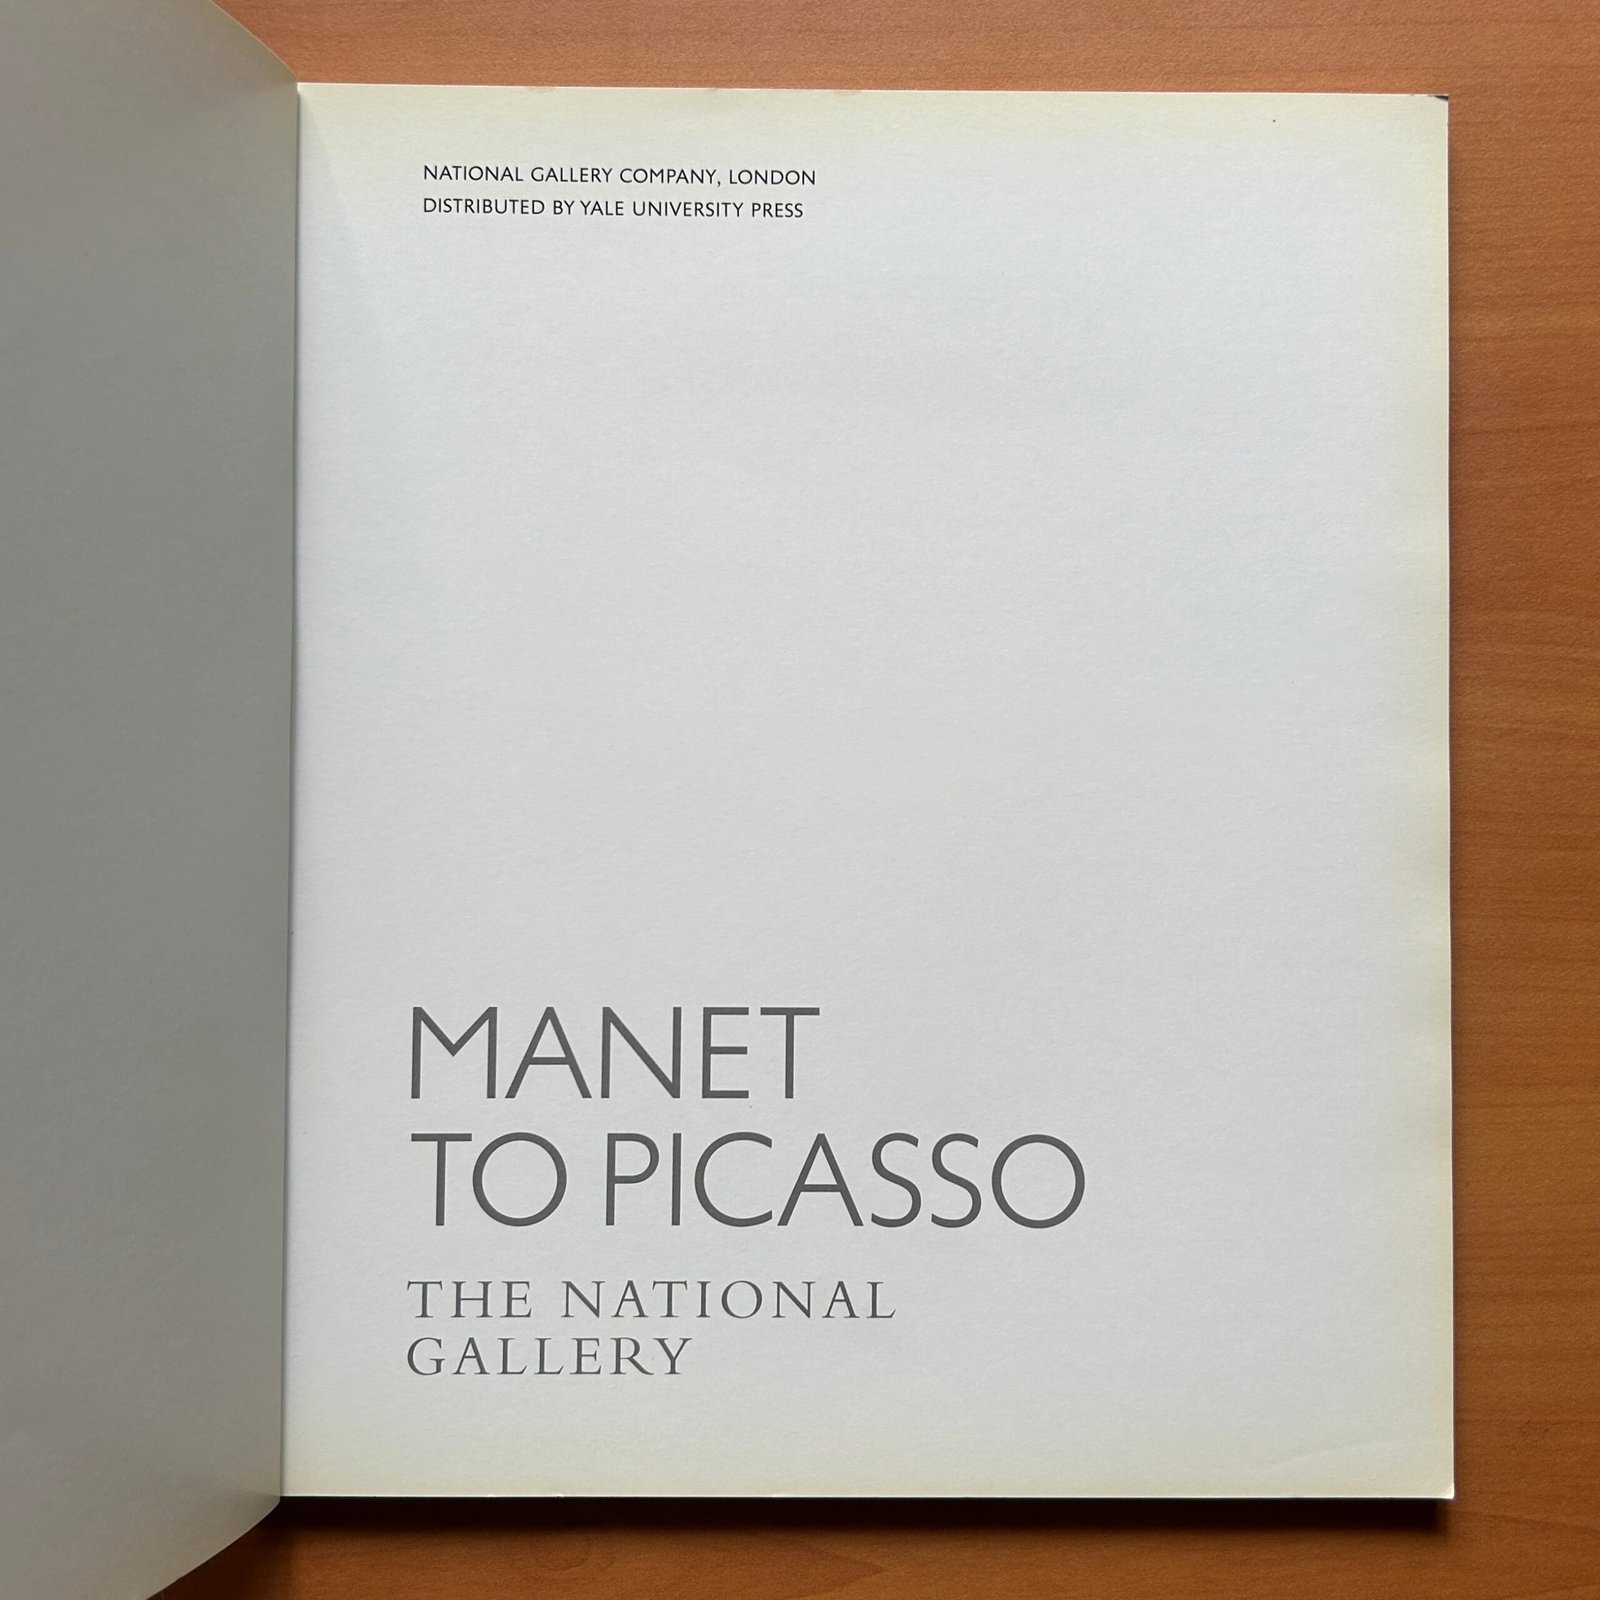 NATIONAL GALLERY COMPANY, LONDON
DISTRIBUTED BY YALE UNIVERSITY PRESS
MANET
TO PICASSO
THE NATIONAL
GALLERY